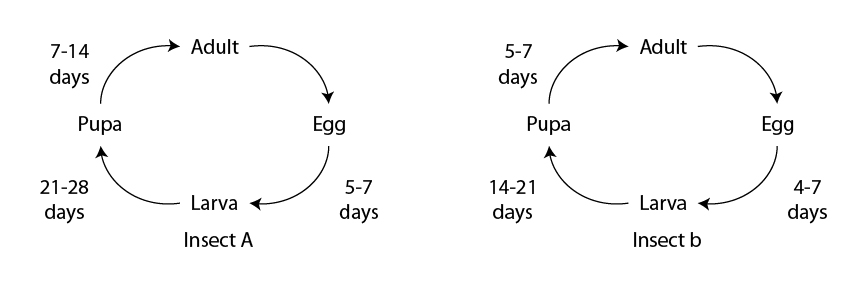 7-14
days
Adult
Pupa
Egg
21-28
days
Larva
5-7
days
Insect A
5-7
days
Adult
Pupa
Egg
14-21
days
Larva
4-7
days
Insect b